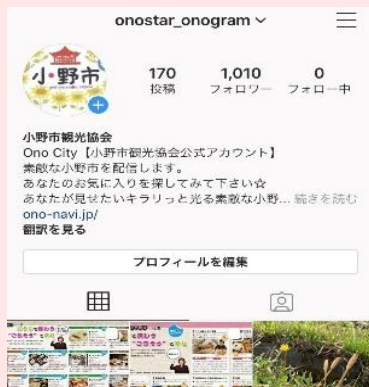 onostar_onogram
小野市
170
1,010
0
投稿
フォロワー
フォロー中
小野市観光協会
Ono City【小野市観光協会公式アカウント】
素敵な小野市を配信します。
あなたのお気に入りを探してみて下さい☆
あなたが見せたいキラリっと光る素敵な小野... 続きを読む
ono-navi.jp/
翻訳を見る
プロフィールを編集